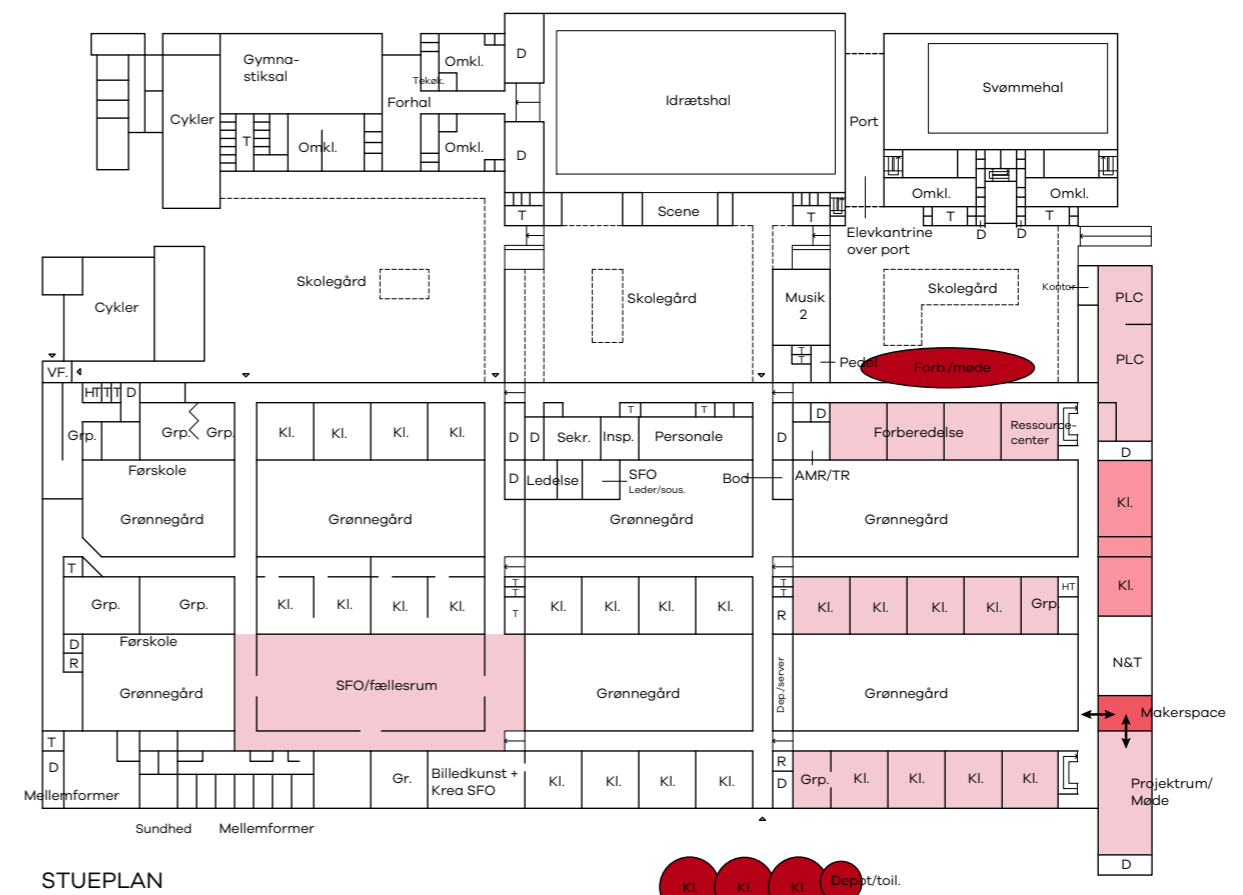 Gymna-
stiksal
Omkl.
D
Idrætshal
Svømmehal
Tekøk.
Forhal
Cykler
Port
T
Omkl.
Omkl.
D
Omkl.
Omkl.
T
Scene
T
T
T
D
D
Elevkantrine
over port
Skolegård
Skolegård
Skolegård
Kontor
PLC
Musik
2
Cykler
PLC
T
T
Pedel
Forb./møde
VF.
HT
T
T
D
Grp.
Grp.
Grp.
Kl.
Kl.
Kl.
Kl.
D
D
Sekr.
Insp.
T
T
Personale
D
D
Forberedelse
Ressource-
center
D
Førskole
D
Ledelse
SFO
Leder/sous.
Bod
AMR/TR
Kl.
Grønnegård
Grønnegård
Grønnegård
Grønnegård
T
T
T
T
T
T
HT
Kl.
Grp.
Grp.
Kl.
Kl.
Kl.
Kl.
Kl.
Kl.
Kl.
Kl.
R
Kl.
Kl.
Kl.
Kl.
Grp.
Førskole
D
R
N&T
Grønnegård
SFO/fællesrum
Grønnegård
Dep./server
Grønnegård
Makerspace
T
D
Gr.
Billedkunst +
Krea SFO
Kl.
Kl.
Kl.
Kl.
R
D
Grp.
Kl.
Kl.
Kl.
Kl.
Projektrum/
Møde
Mellemformer
Sundhed
Mellemformer
D
STUEPLAN
Kl.
Kl.
Kl.
Depot/toil.